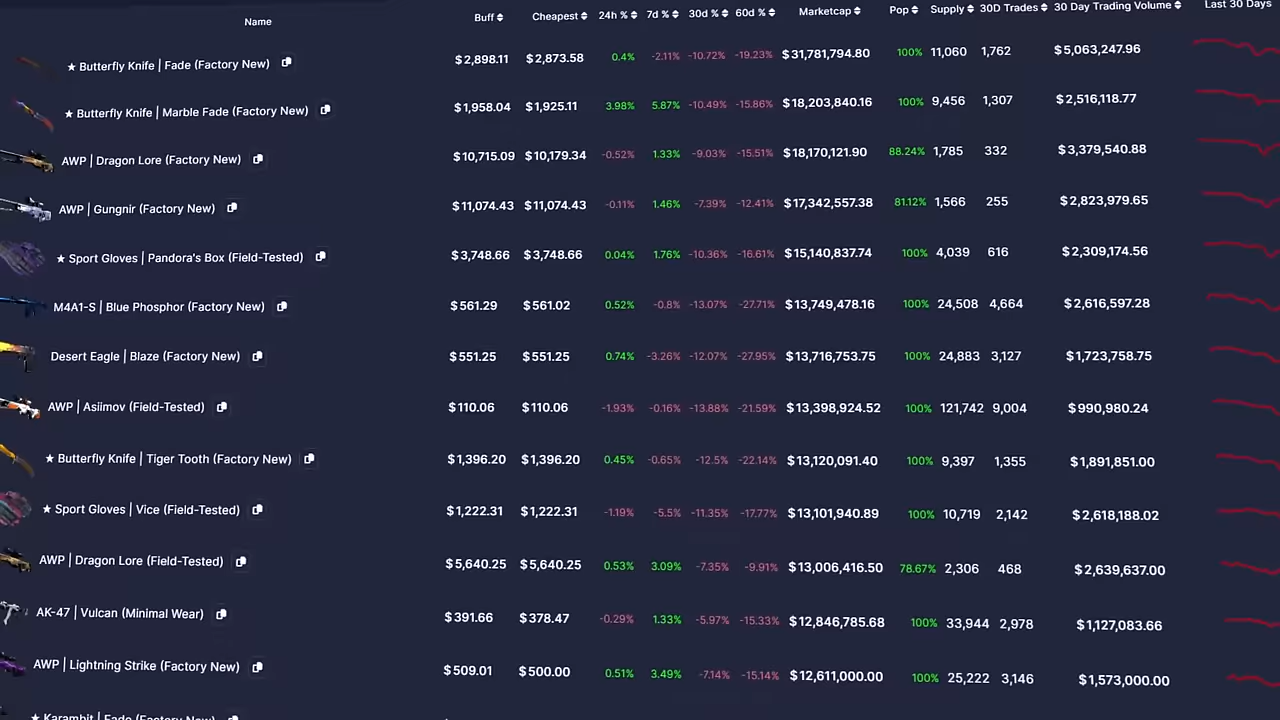 Name Buff Cheapest 24h % 7d % 30d % 60d % Marketcap Pop Supply 30D Trades 30 Day Trading Volume Last 30 Days
★ Butterfly Knife | Fade (Factory New) $2,898.11 $2,873.58 0.4% -2.11% -10.72% -19.23% $31,781,794.80 100% 11,060 1,762 $5,063,247.96
★ Butterfly Knife | Marble Fade (Factory New) $1,958.04 $1,925.11 3.98% 5.87% -10.49% -15.86% $18,203,840.16 100% 9,456 1,307 $2,516,118.77
AWP | Dragon Lore (Factory New) $10,715.09 $10,179.34 -0.52% 1.33% -9.03% -15.51% $18,170,121.90 88.24% 1,785 332 $3,379,540.88
AWP | Gungnir (Factory New) $11,074.43 $11,074.43 -0.11% 1.46% -7.39% -12.41% $17,342,557.38 81.12% 1,566 255 $2,823,979.65
★ Sport Gloves | Pandora's Box (Field-Tested) $3,748.66 $3,748.66 0.04% 1.76% -10.36% -16.61% $15,140,837.74 100% 4,039 616 $2,309,174.56
M4A1-S | Blue Phosphor (Factory New) $561.29 $561.02 0.52% -0.8% -13.07% -27.71% $13,749,478.16 100% 24,508 4,664 $2,616,597.28
Desert Eagle | Blaze (Factory New) $551.25 $551.25 0.74% -3.26% -12.07% -27.95% $13,716,753.75 100% 24,883 3,127 $1,723,758.75
AWP | Asiimov (Field-Tested) $110.06 $110.06 -1.93% -0.16% -13.88% -21.59% $13,398,924.52 100% 121,742 9,004 $990,980.24
★ Butterfly Knife | Tiger Tooth (Factory New) $1,396.20 $1,396.20 0.45% -0.65% -12.5% -22.14% $13,120,091.40 100% 9,397 1,355 $1,891,851.00
★ Sport Gloves | Vice (Field-Tested) $1,222.31 $1,222.31 -1.19% -5.5% -11.35% -17.77% $13,101,940.89 100% 10,719 2,142 $2,618,188.02
AWP | Dragon Lore (Field-Tested) $5,640.25 $5,640.25 0.53% 3.09% -7.35% -9.91% $13,006,416.50 78.67% 2,306 468 $2,639,637.00
AK-47 | Vulcan (Minimal Wear) $391.66 $378.47 -0.29% 1.33% -5.97% -15.33% $12,846,785.68 100% 33,944 2,978 $1,127,083.66
AWP | Lightning Strike (Factory New) $509.01 $500.00 0.51% 3.49% -7.14% -15.14% $12,611,000.00 100% 25,222 3,146 $1,573,000.00
★ Karambit | Fade (Factory New)